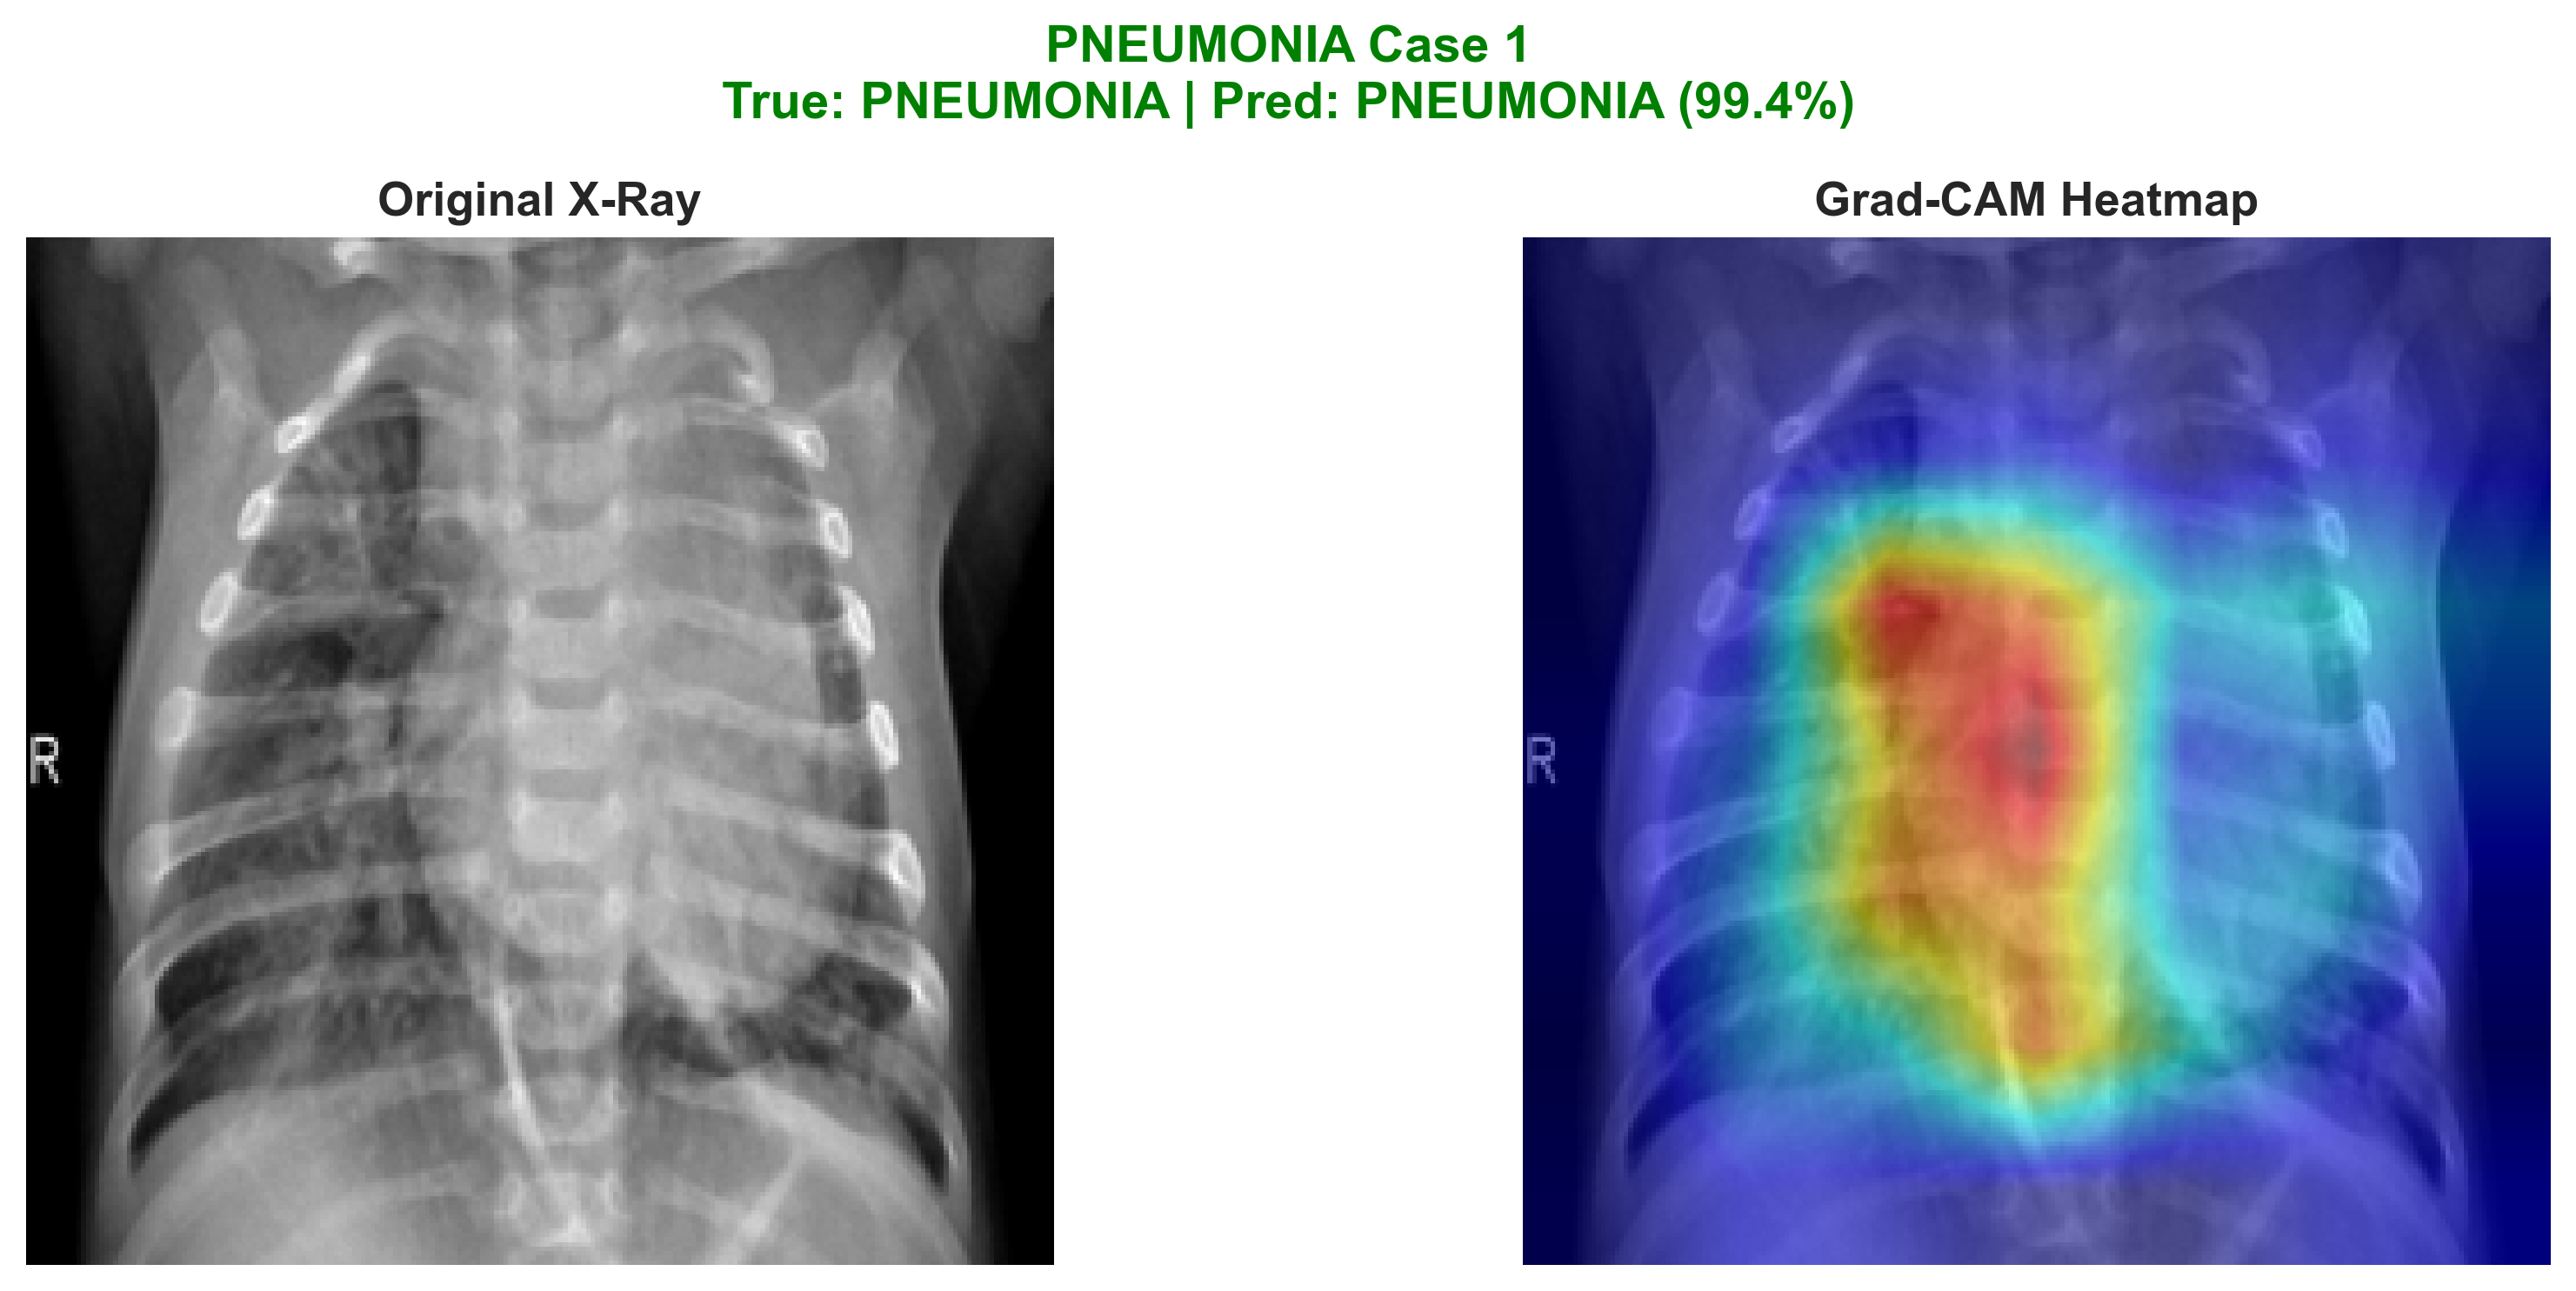 PNEUMONIA Case 1
True: PNEUMONIA | Pred: PNEUMONIA (99.4%)
Original X-Ray
Grad-CAM Heatmap
R
R